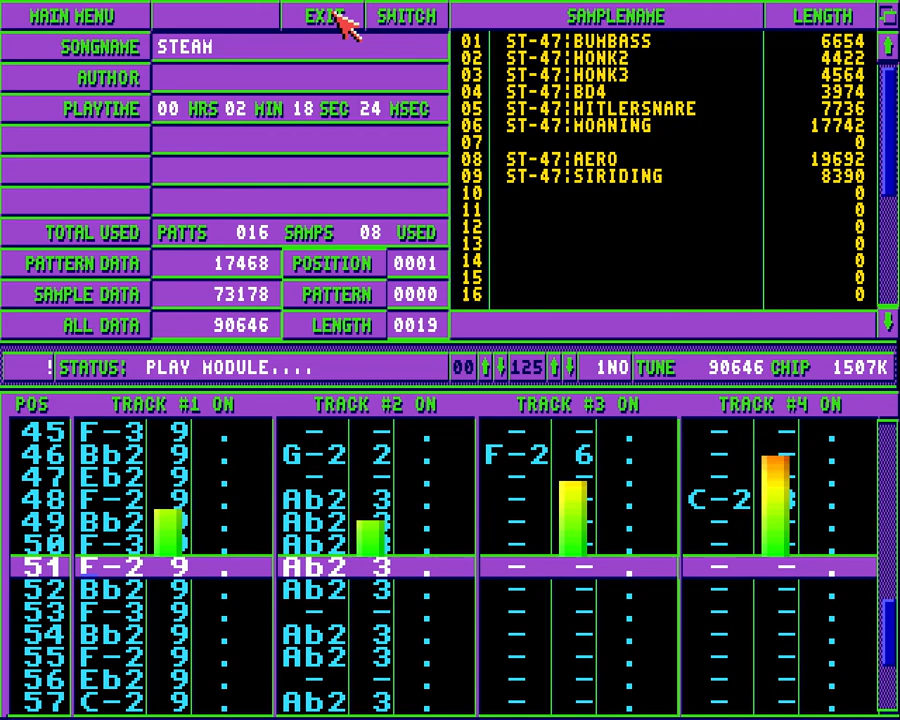 MAIN MENU EXIT SWITCH SAMPLENAME LENGTH
SONGNAME STEAM
AUTHOR
PLAYTIME 00 HRS 02 MIN 18 SEC 24 MSEC
01 ST-47:BUMBASS 6654
02 ST-47:HONK2 4422
03 ST-47:HONK3 4564
04 ST-47:BD4 3974
05 ST-47:HITLERSNARE 7736
06 ST-47:MOANING 17742
07 0
08 ST-47:AERO 19692
09 ST-47:SIRIDING 8390
10 0
11 0
12 0
13 0
14 0
15 0
16 0
TOTAL USED PATTS 016 SAMPS 08 USED
PATTERN DATA 17468 POSITION 0001
SAMPLE DATA 73178 PATTERN 0000
ALL DATA 90646 LENGTH 0019
! STATUS: PLAY MODULE.... 00 125 1NO TUNE 90646 CHIP 1507K
POS TRACK #1 ON TRACK #2 ON TRACK #3 ON TRACK #4 ON
45 F-3 9 . - - . - - . - - .
46 Bb2 9 . G-2 2 . F-2 6 . - - .
47 Eb2 9 . - - . - - . - - .
48 F-2 9 . Ab2 3 . - - . C-2 .
49 Bb2 9 . Ab2 3 . - - . - .
50 F-3 9 . Ab2 3 . - - . - .
51 F-2 9 . Ab2 3 . - - . - - .
52 Bb2 9 . Ab2 3 . - - . - - .
53 F-3 9 . - - . - - . - - .
54 Bb2 9 . Ab2 3 . - - . - - .
55 F-2 9 . Ab2 3 . - - . - - .
56 Eb2 9 . - - . - - . - - .
57 C-2 9 . Ab2 3 . - - . - - .